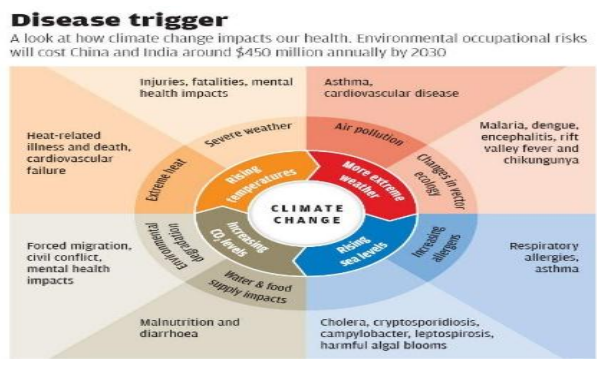 Disease trigger
A look at how climate change impacts our health. Environmental occupational risks
will cost China and India around $450 million annually by 2030
Injuries, fatalities, mental
health impacts
Asthma,
cardiovascular disease
Heat-related
illness and death,
cardiovascular
failure
Malaria, dengue,
encephalitis, rift
valley fever and
chikungunya
Severe weather
Air pollution
Extreme heat
Changes in vector
ecology
Rising
temperatures
More extreme
weather
CLIMATE
CHANGE
Increasing
CO2 levels
Rising
sea levels
Environmental
degradation
Increasing
allergens
Water & food
supply impacts
Forced migration,
civil conflict,
mental health
impacts
Respiratory
allergies,
asthma
Malnutrition and
diarrhoea
Cholera, cryptosporidiosis,
campylobacter, leptospirosis,
harmful algal blooms